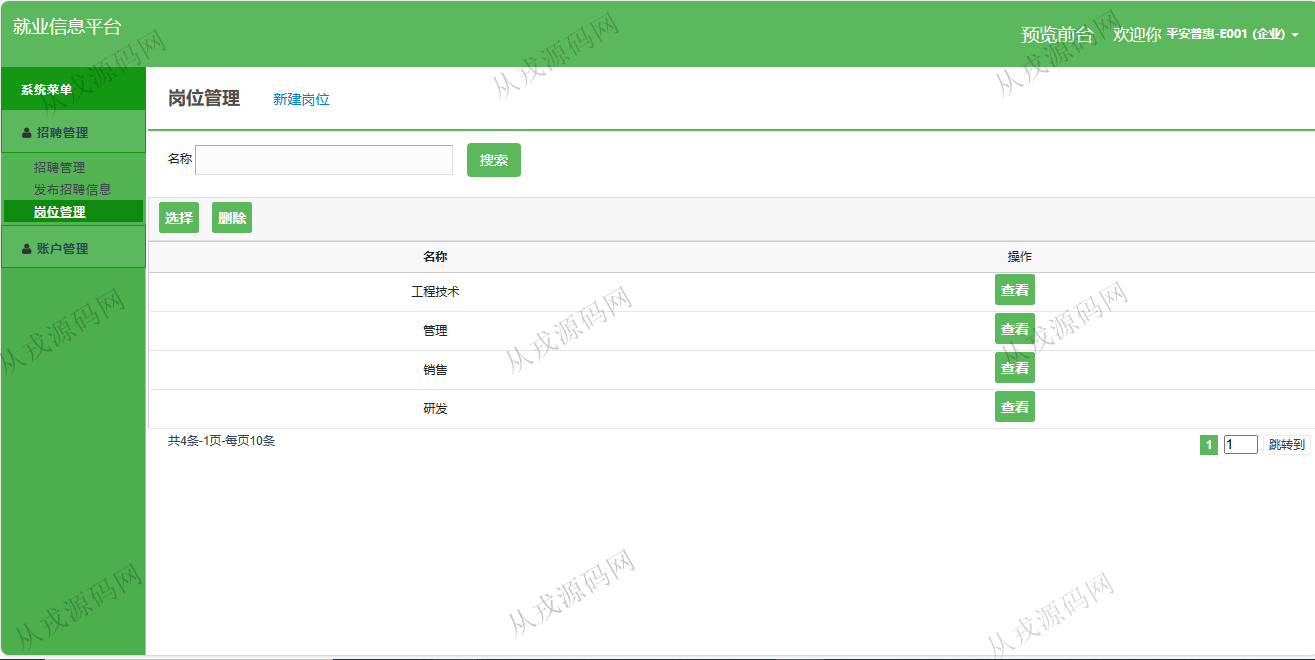 就业信息平台
预览前台 欢迎你 平安普惠-E001 (企业)
系统菜单
招聘管理
招聘管理
发布招聘信息
岗位管理
账户管理
岗位管理 新建岗位
名称 搜索
选择 删除
名称 操作
工程技术 查看
管理 查看
销售 查看
研发 查看
共4条-1页-每页10条 1 1 跳转到
从戎源码网
从戎源码网
从戎源码网
从戎源码网
从戎源码网
从戎源码网
从戎源码网
从戎源码网
从戎源码网